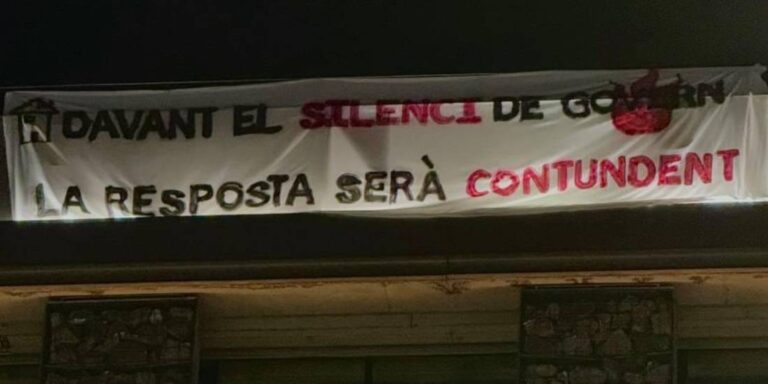 DAVANT EL SILENCI DE GOVERN
LA RESPOSTA SERÀ CONTUNDENT